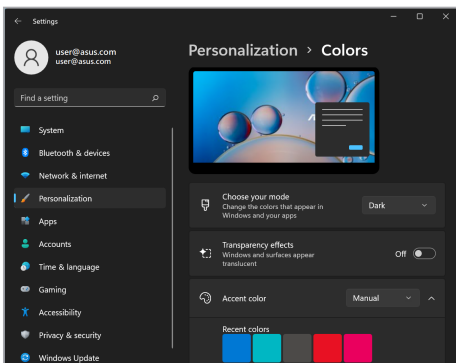 Settings
user@asus.com
user@asus.com
Personalization > Colors
Find a setting
System
Bluetooth & devices
Network & internet
Personalization
Apps
Accounts
Time & language
Gaming
Accessibility
Privacy & security
Windows Update
Choose your mode
Change the colors that appear in
Windows and your apps
Dark
Transparency effects
Windows and surfaces appear
translucent
Off
Accent color
Manual
Recent colors